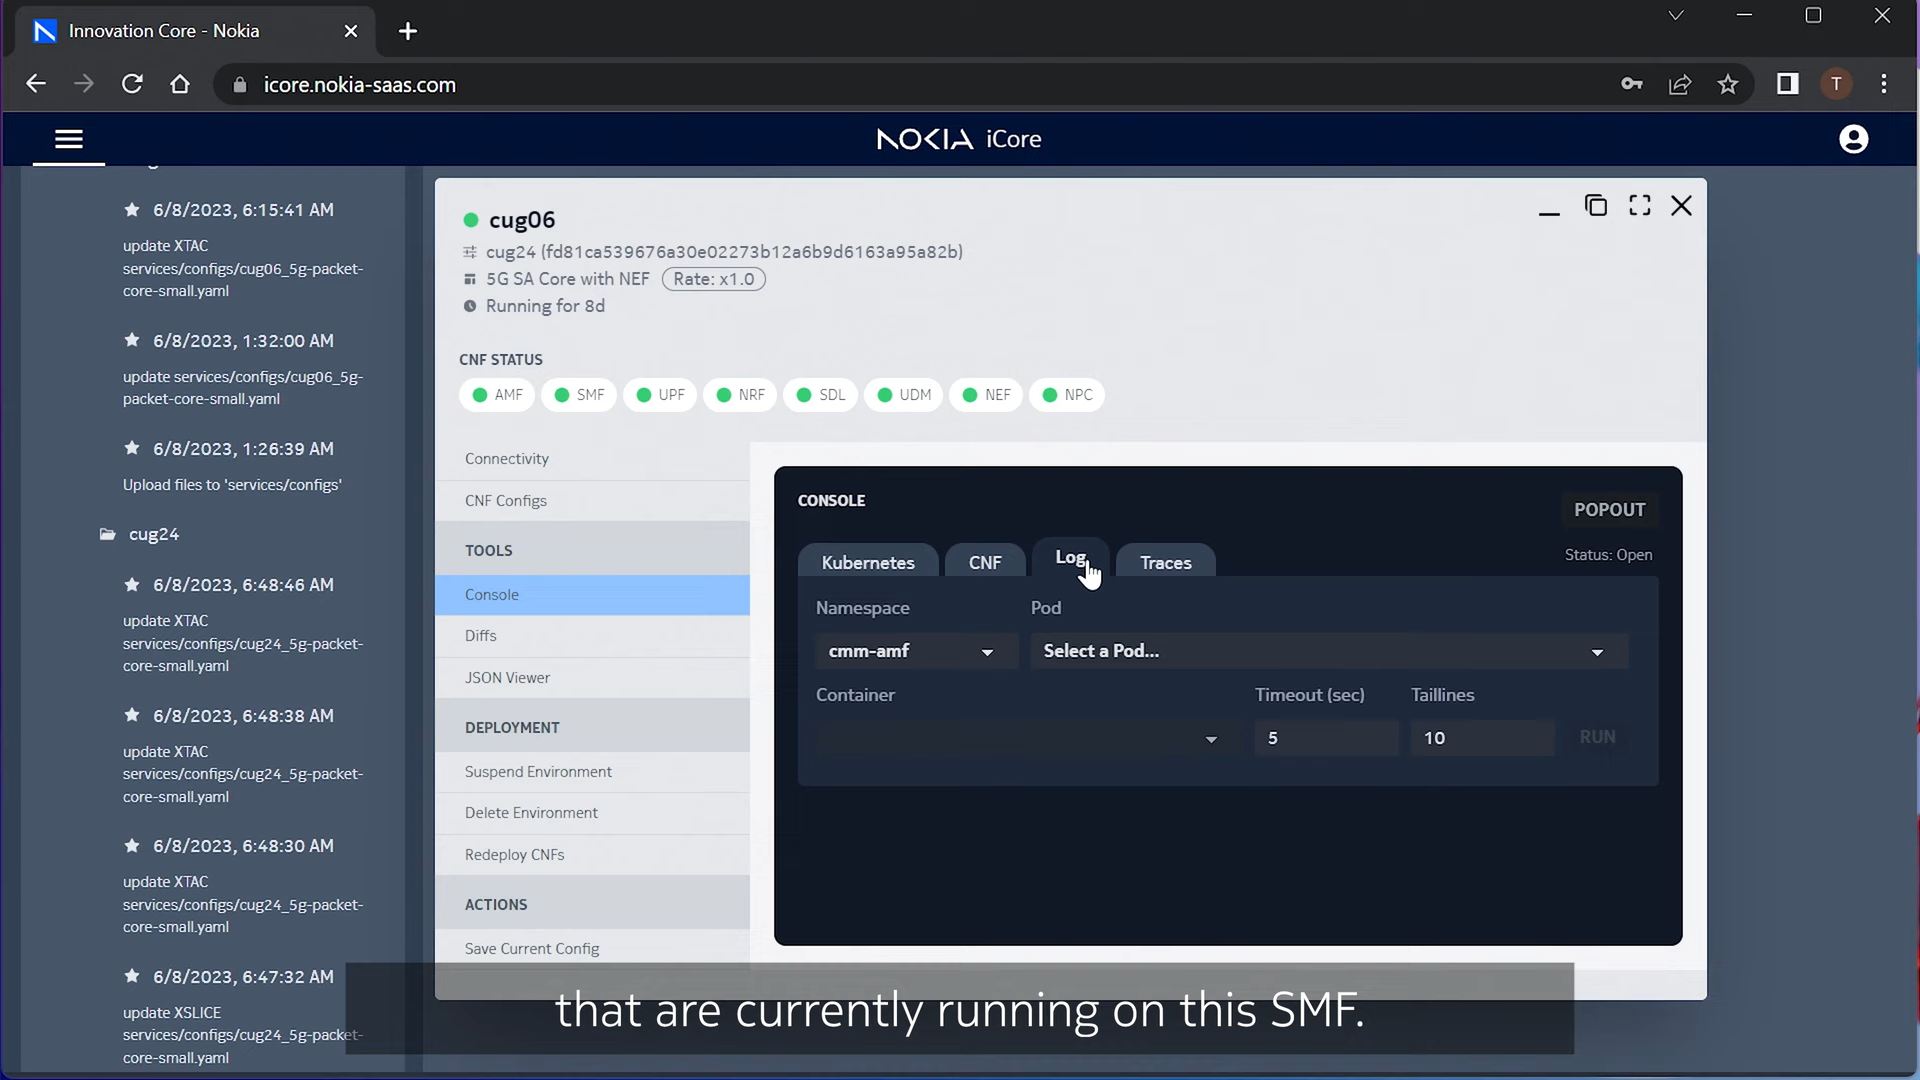 Innovation Core - Nokia
icore.nokia-saas.com
T
NOKIA iCore
6/8/2023, 6:15:41 AM
update XTAC
services/configs/cug06_5g-packet-
core-small.yaml
6/8/2023, 1:32:00 AM
update services/configs/cug06_5g-
packet-core-small.yaml
6/8/2023, 1:26:39 AM
Upload files to 'services/configs'
cug24
6/8/2023, 6:48:46 AM
update XTAC
services/configs/cug24_5g-packet-
core-small.yaml
6/8/2023, 6:48:38 AM
update XTAC
services/configs/cug24_5g-packet-
core-small.yaml
6/8/2023, 6:48:30 AM
update XTAC
services/configs/cug24_5g-packet-
core-small.yaml
6/8/2023, 6:47:32 AM
update XSLICE
services/configs/cug24_5g-packet-
core-small.yaml
cug06
cug24 (fd81ca539676a30e02273b12a6b9d6163a95a82b)
5G SA Core with NEF Rate: x1.0
Running for 8d
CNF STATUS
AMF SMF UPF NRF SDL UDM NEF NPC
Connectivity
CNF Configs
TOOLS
Console
Diffs
JSON Viewer
DEPLOYMENT
Suspend Environment
Delete Environment
Redeploy CNFs
ACTIONS
Save Current Config
CONSOLE
POPOUT
Kubernetes CNF Log Traces
Status: Open
Namespace Pod
cmm-amf Select a Pod...
Container Timeout (sec) Taillines
5 10 RUN
that are currently running on this SMF.